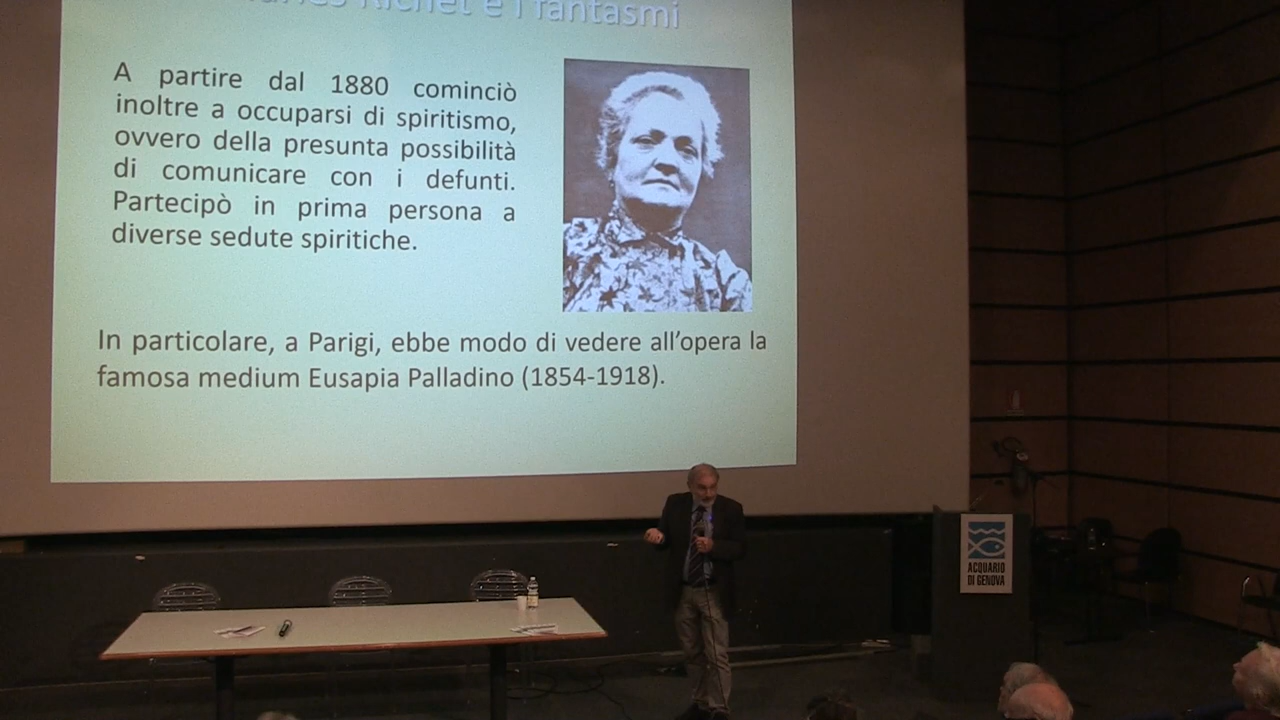 Richet e i fantasmi
A partire dal 1880 cominciò
inoltre a occuparsi di spiritismo,
ovvero della presunta possibilità
di comunicare con i defunti.
Partecipò in prima persona a
diverse sedute spiritiche.
In particolare, a Parigi, ebbe modo di vedere all'opera la
famosa medium Eusapia Palladino (1854-1918).
ACQUARIO
DI GENOVA